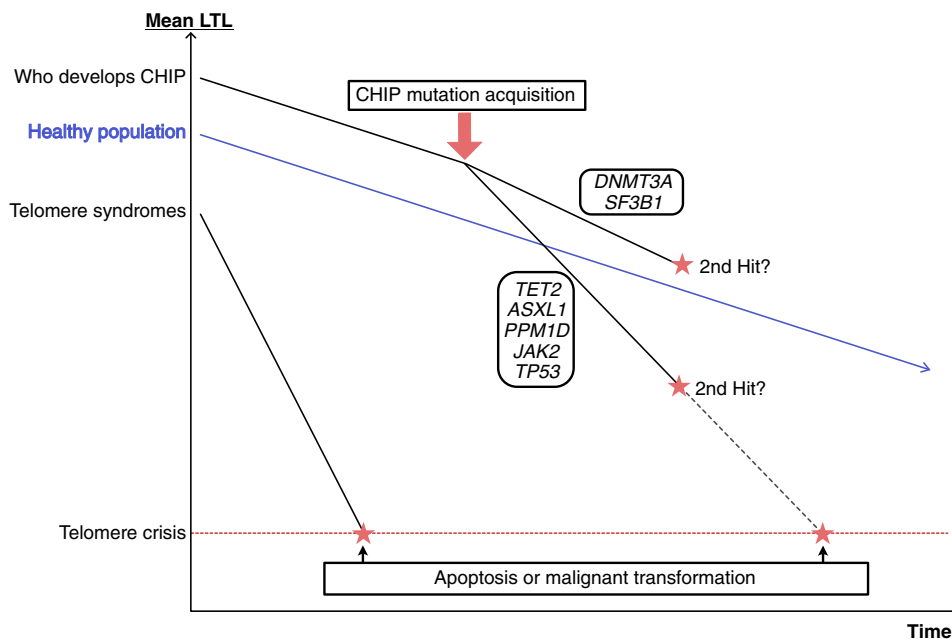 Mean LTL
Who develops CHIP
CHIP mutation acquisition
Healthy population
DNMT3A
SF3B1
Telomere syndromes
2nd Hit?
TET2
ASXL1
PPM1D
JAK2
TP53
2nd Hit?
Telomere crisis
Apoptosis or malignant transformation
Time